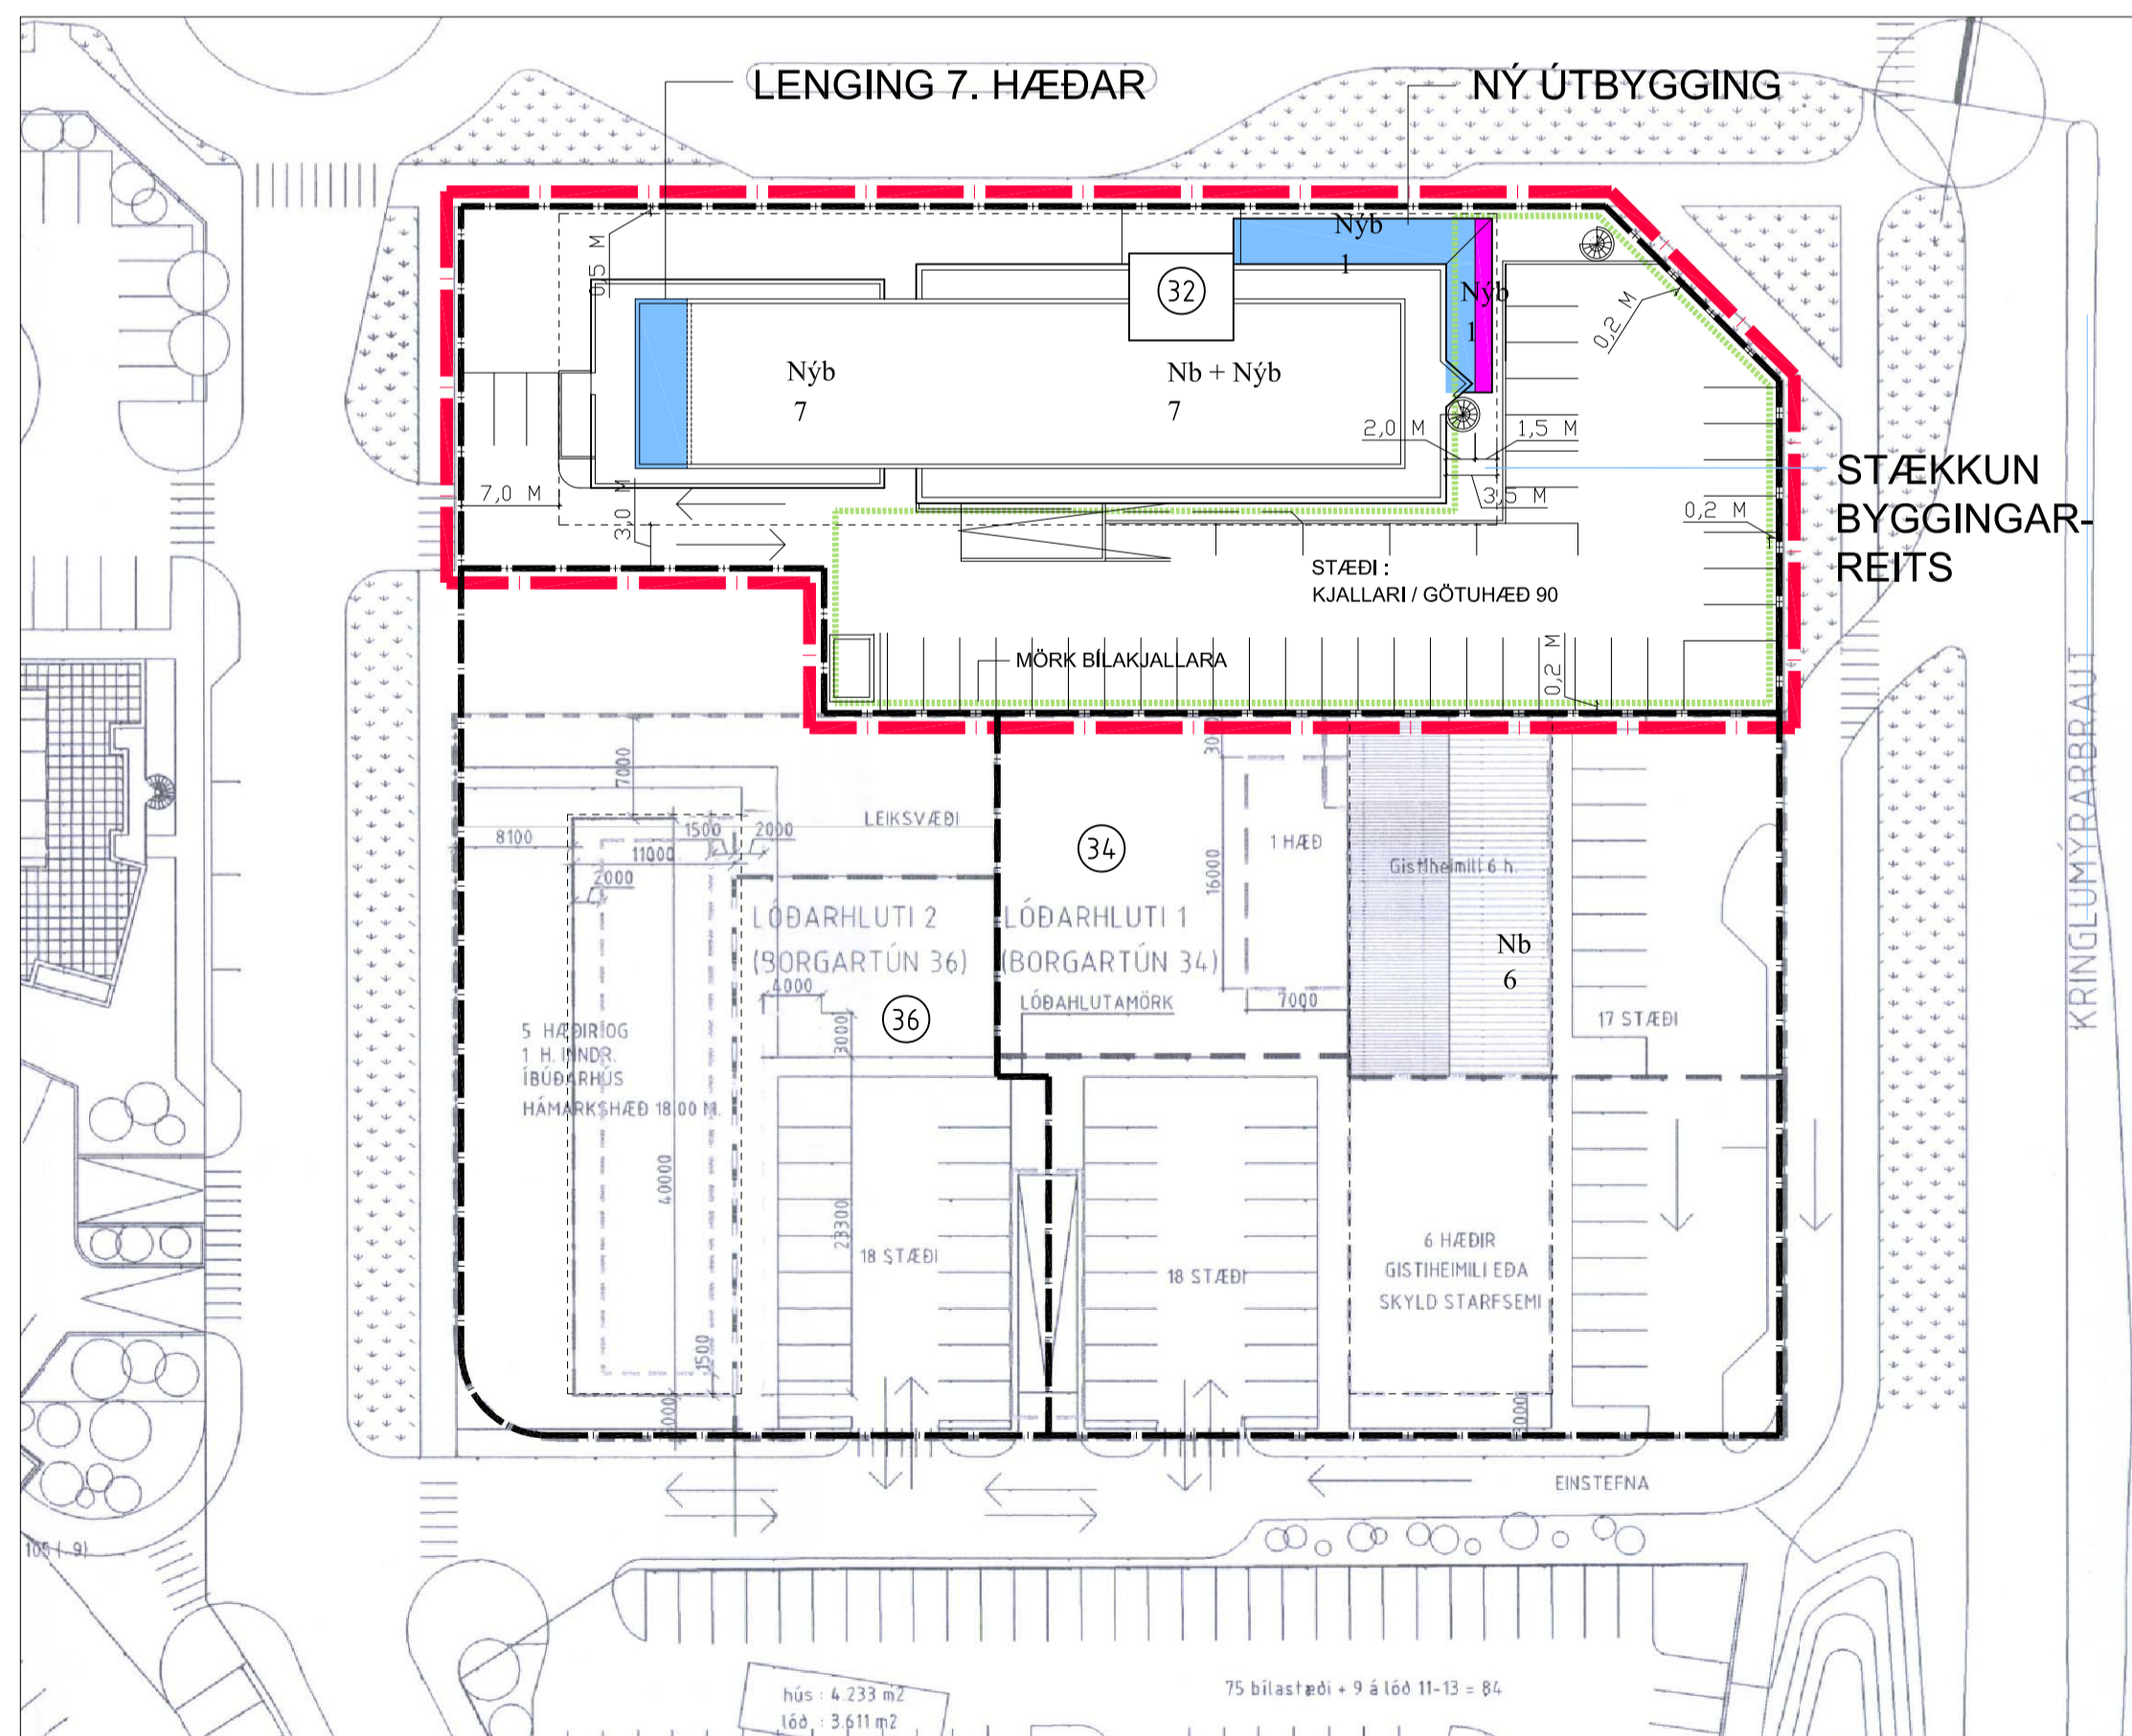 LENGING 7. HÆÐAR
NÝ ÚTBYGGING
Nýb
1
0,5 M
32
Nýb
1
0,2 M
Nýb
7
Nb + Nýb
7
2,0 M
1,5 M
STÆKKUN
BYGGINGAR-
REITS
7,0 M
3,0 M
3,5 M
0,2 M
STÆÐI :
KJALLARI / GÖTUHÆÐ 90
MÖRK BÍLAKJALLARA
0,2 M
KRINGLUMÝRARBRAUT
7000
8100
1500
2000
11000
2000
LEIKSVÆÐI
34
1 HÆÐ
16000
Gistiheimili 6 h.
LÓÐARHLUTI 2
(BORGARTÚN 36)
LÓÐARHLUTI 1
(BORGARTÚN 34)
Nb
6
4000
LÓÐAHLUTAMÖRK
7000
36
3000
17 STÆÐI
5 HÆÐIR OG
1 H. INNDR.
ÍBÚÐARHÚS
HÁMARKSHÆÐ 18.00 M.
40000
23300
18 STÆÐI
18 STÆÐI
6 HÆÐIR
GISTIHEIMILI EÐA
SKYLD STARFSEMI
1500
EINSTEFNA
hús : 4.233 m2
lóð : 3.611 m2
75 bílastæði + 9 á lóð 11-13 = 84